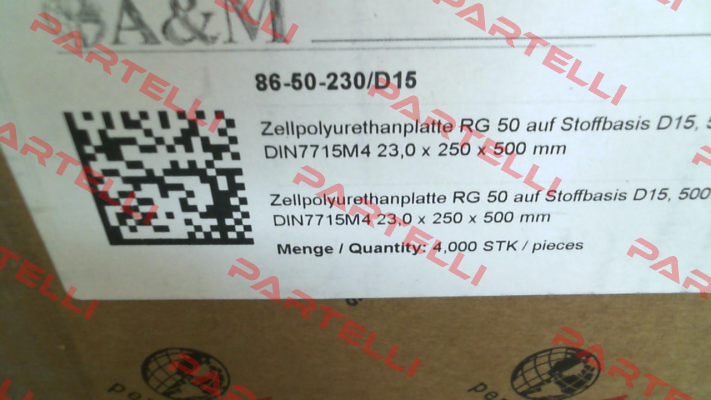 A&M
86-50-230/D15
Zellpolyurethanplatte RG 50 auf Stoffbasis D15,
DIN7715M4 23,0 x 250 x 500 mm
Zellpolyurethanplatte RG 50 auf Stoffbasis D15, 500
DIN7715M4 23,0 x 250 x 500 mm
Menge / Quantity: 4,000 STK / pieces
PARTELLI
PARTELLI
PARTELLI
PARTELLI
PARTELLI
PARTELLI
PARTELLI
PARTELLI